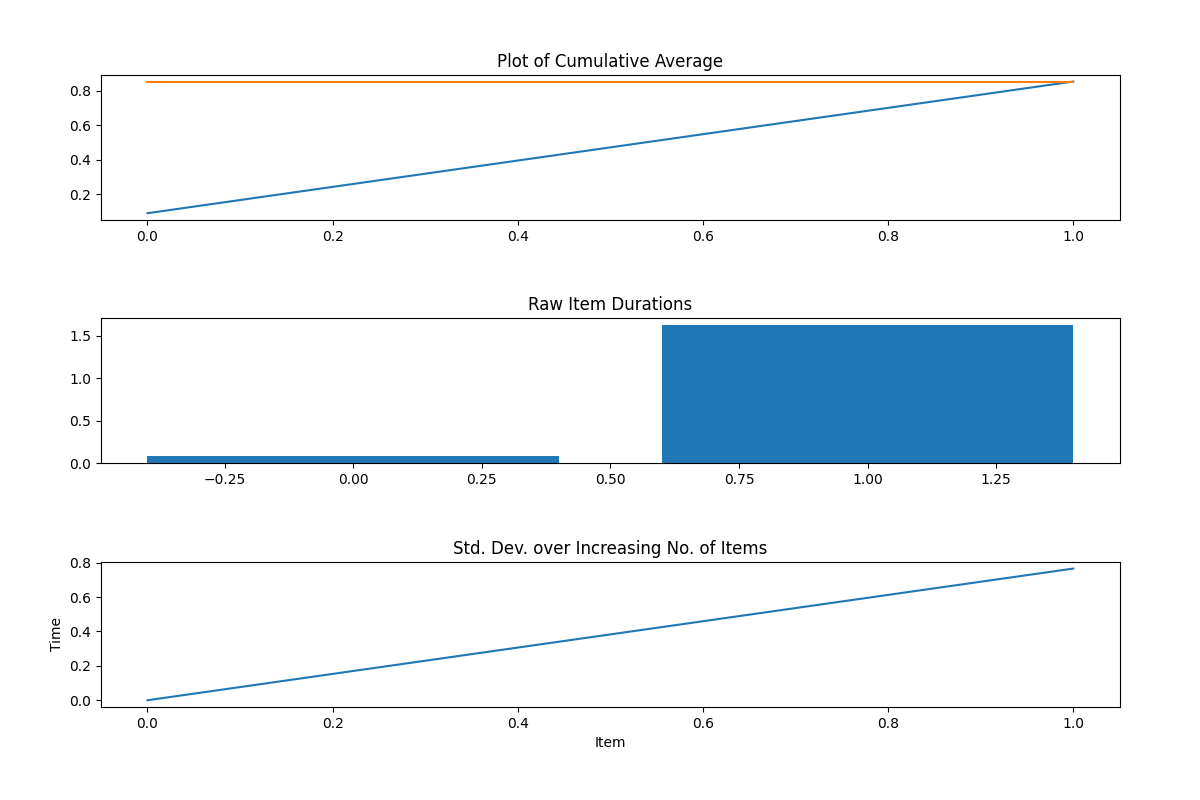 Plot of Cumulative Average
0.8
0.6
0.4
0.2
0.0 0.2 0.4 0.6 0.8 1.0
Raw Item Durations
1.5
1.0
0.5
0.0
−0.25 0.00 0.25 0.50 0.75 1.00 1.25
Std. Dev. over Increasing No. of Items
0.8
0.6
0.4
0.2
0.0
Time
0.0 0.2 0.4 0.6 0.8 1.0
Item